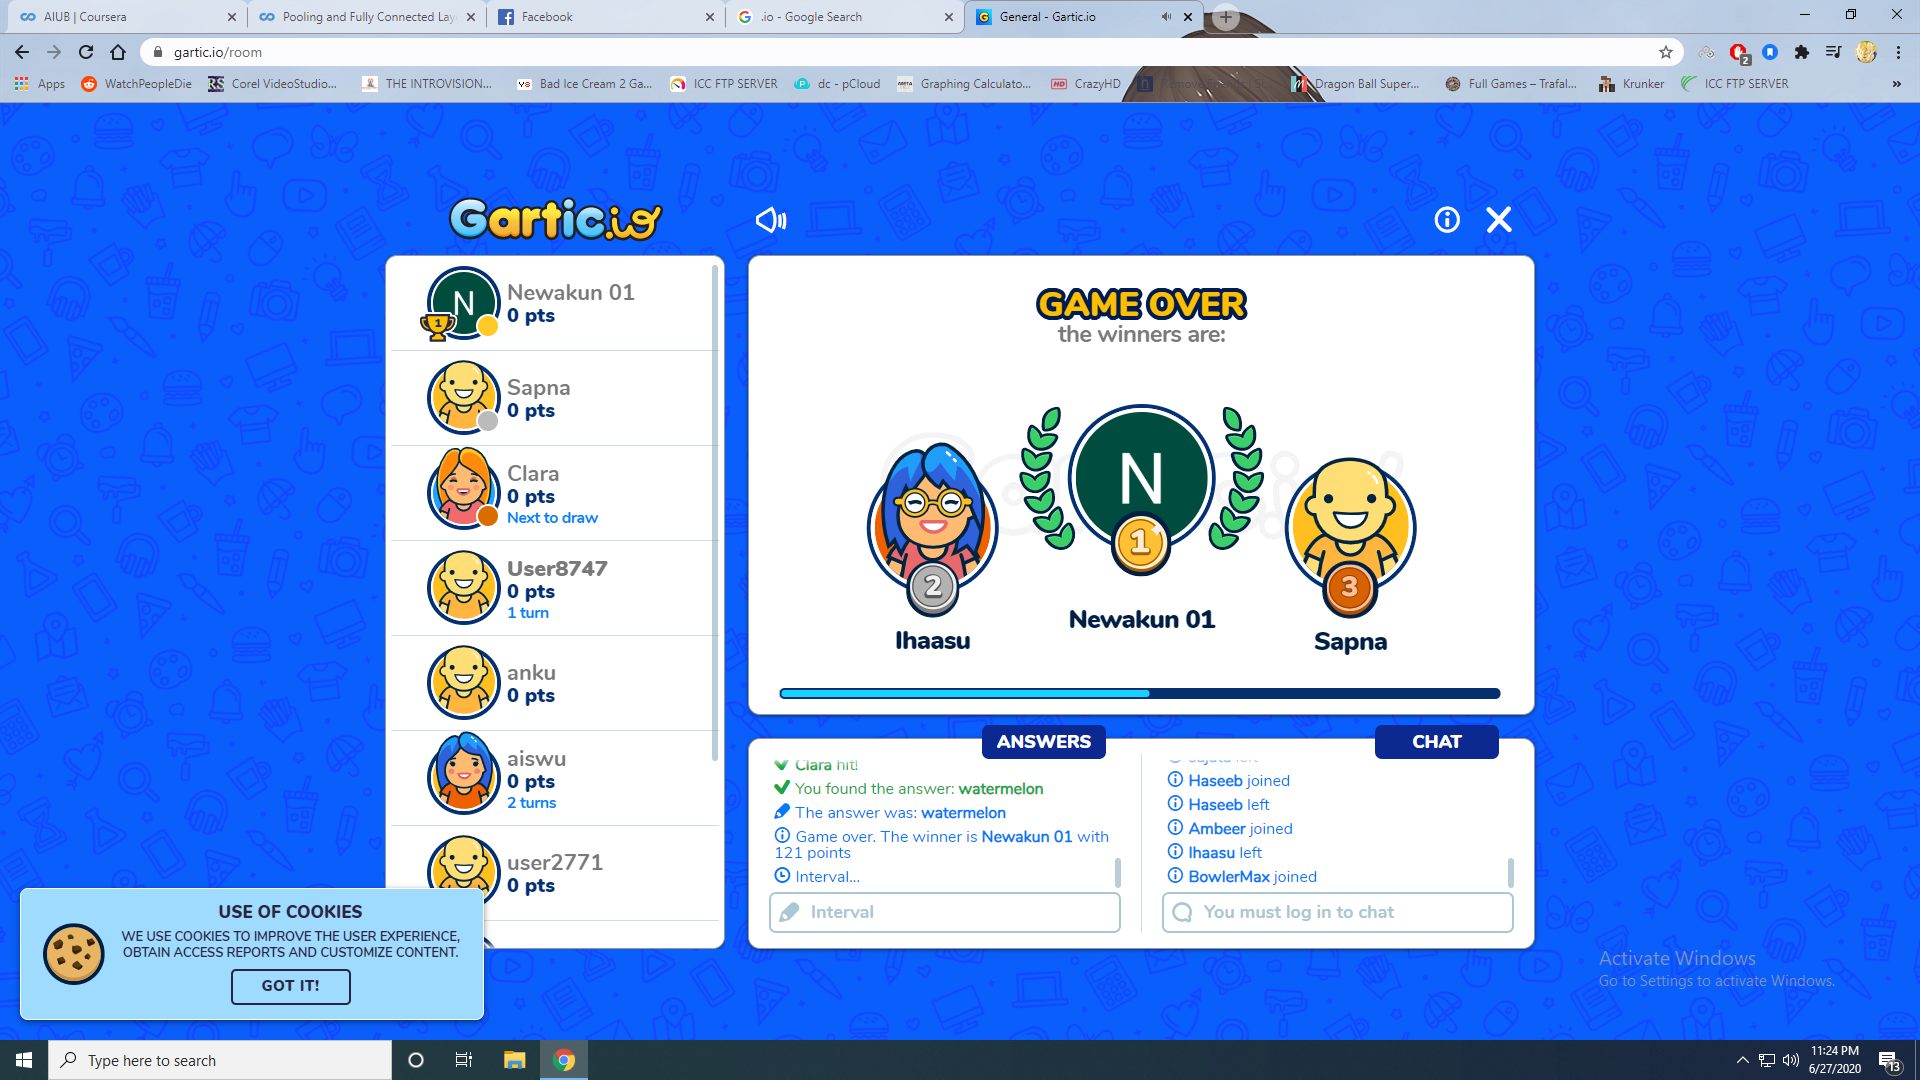 AIUB | Coursera
Pooling and Fully Connected Lay
Facebook
.io - Google Search
General - Gartic.io
gartic.io/room
2
Apps
WatchPeopleDie
Corel VideoStudio...
THE INTROVISION...
Bad Ice Cream 2 Ga...
ICC FTP SERVER
dc - pCloud
Graphing Calculato...
CrazyHD
Dragon Ball Super...
Full Games – Trafal...
Krunker
ICC FTP SERVER
»
Gartic.io
N
1
Newakun 01
0 pts
Sapna
0 pts
Clara
0 pts
Next to draw
User8747
0 pts
1 turn
anku
0 pts
aiswu
0 pts
2 turns
user2771
0 pts
GAME OVER
the winners are:
N
1
2
3
Newakun 01
Ihaasu
Sapna
ANSWERS
Clara hit!
You found the answer: watermelon
The answer was: watermelon
Game over. The winner is Newakun 01 with
121 points
Interval...
Interval
CHAT
Haseeb joined
Haseeb left
Ambeer joined
Ihaasu left
BowlerMax joined
You must log in to chat
USE OF COOKIES
WE USE COOKIES TO IMPROVE THE USER EXPERIENCE,
OBTAIN ACCESS REPORTS AND CUSTOMIZE CONTENT.
GOT IT!
Activate Windows
Go to Settings to activate Windows.
Type here to search
11:24 PM
6/27/2020
13